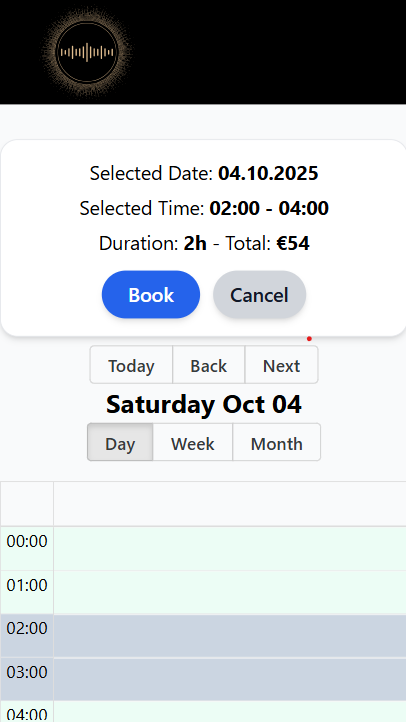 Selected Date: 04.10.2025
Selected Time: 02:00 - 04:00
Duration: 2h - Total: €54
Book Cancel
Today Back Next
Saturday Oct 04
Day Week Month
00:00
01:00
02:00
03:00
04:00